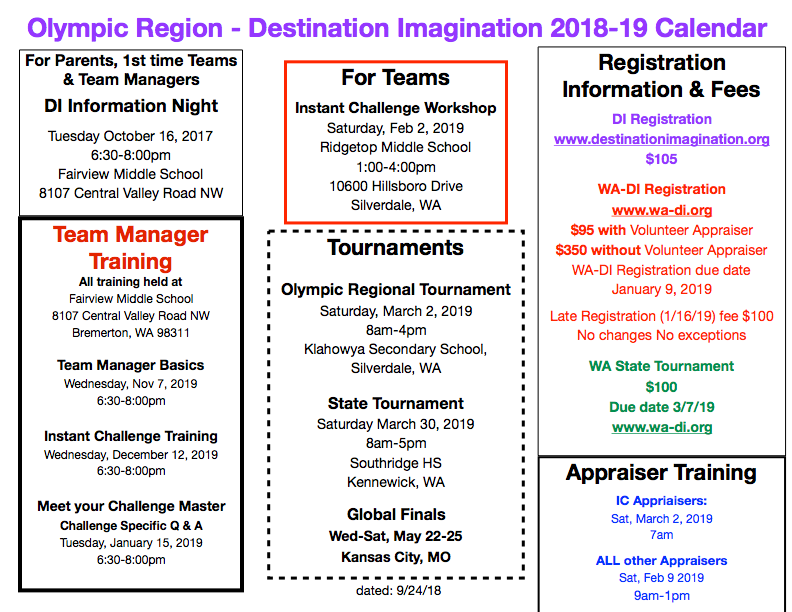 Olympic Region - Destination Imagination 2018-19 Calendar
For Parents, 1st time Teams
& Team Managers
DI Information Night
Tuesday October 16, 2017
6:30-8:00pm
Fairview Middle School
8107 Central Valley Road NW
Team Manager
Training
All training held at
Fairview Middle School
8107 Central Valley Road NW
Bremerton, WA 98311
Team Manager Basics
Wednesday, Nov 7, 2019
6:30-8:00pm
Instant Challenge Training
Wednesday, December 12, 2019
6:30-8:00pm
Meet your Challenge Master
Challenge Specific Q & A
Tuesday, January 15, 2019
6:30-8:00pm
For Teams
Instant Challenge Workshop
Saturday, Feb 2, 2019
Ridgetop Middle School
1:00-4:00pm
10600 Hillsboro Drive
Silverdale, WA
Tournaments
Olympic Regional Tournament
Saturday, March 2, 2019
8am-4pm
Klahowya Secondary School,
Silverdale, WA
State Tournament
Saturday March 30, 2019
8am-5pm
Southridge HS
Kennewick, WA
Global Finals
Wed-Sat, May 22-25
Kansas City, MO
dated: 9/24/18
Registration
Information & Fees
DI Registration
www.destinationimagination.org
$105
WA-DI Registration
www.wa-di.org
$95 with Volunteer Appraiser
$350 without Volunteer Appraiser
WA-DI Registration due date
January 9, 2019
Late Registration (1/16/19) fee $100
No changes No exceptions
WA State Tournament
$100
Due date 3/7/19
www.wa-di.org
Appraiser Training
IC Appriaisers:
Sat, March 2, 2019
7am
ALL other Appraisers
Sat, Feb 9 2019
9am-1pm